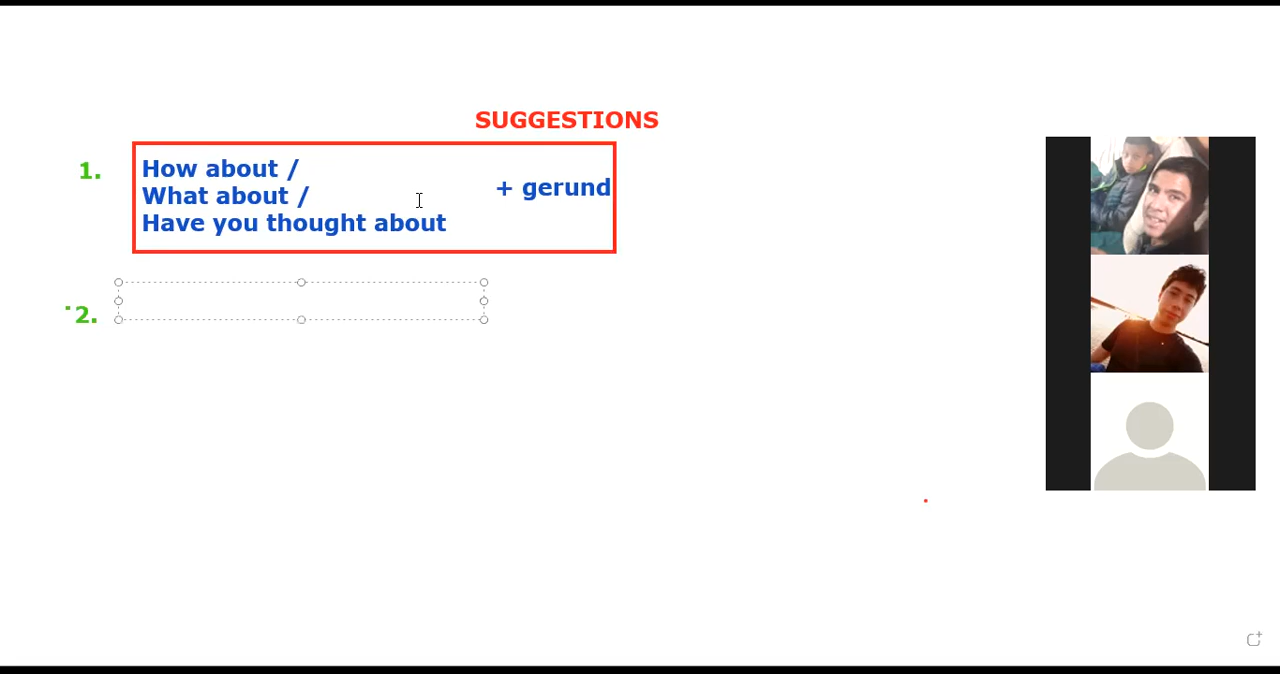 SUGGESTIONS
1.
How about /
What about /
Have you thought about
+ gerund
2.